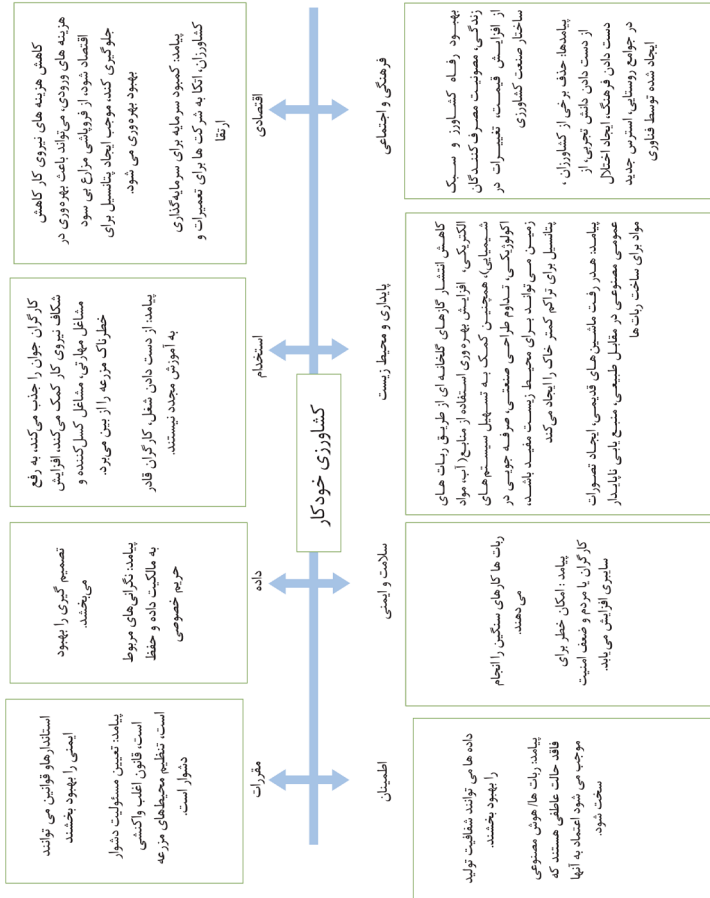 کشاورزی خودکار
اقتصادی
کاهش هزینه های نیروی کار کاهش
هزینه های ورودی، می‌تواند باعث بهره‌وری در
اقتصاد شود، از فروپاشی مزارع بی سود
جلوگیری کند، موجب ایجاد پتانسیل برای
بهبود بهره‌وری می شود.
پیامد: کمبود سرمایه برای سرمایه‌گذاری
کشاورزان، اتکا به شرکت ها برای تعمیرات و
ارتقا
استخدام
کارگران جوان را جذب می‌کند، به رفع
شکاف نیروی کار کمک می‌کنند، افزایش
مشاغل مهارتی، مشاغل کسل‌کننده و
خطرناک مزرعه را از بین می‌برد.
پیامد: از دست دادن شغل، کارگران قادر
به آموزش مجدد نیستند.
داده
تصمیم گیری را بهبود
می‌بخشد.
پیامد: نگرانی‌های مربوط
به مالکیت داده و حفظ
حریم خصوصی
مقررات
استانداردهاو قوانین می توانند
ایمنی را بهبود بخشند
پیامد: تعیین مسئولیت دشوار
است، قانون اغلب واکنشی
است، تنظیم محیط‌های مزرعه
دشوار است.
فرهنگی و اجتماعی
بهبود رفاه کشاورز و سبک
زندگی، مصونیت مصرف‌کنندگان
از افزایش قیمت، تغییرات در
ساختار صنعت کشاورزی
پیامدها: حذف برخی از کشاورزان ،
از دست دادن دانش تجربی، از
دست دادن فرهنگ، ایجاد اختلال
در جوامع روستایی، استرس جدید
ایجاد شده توسط فناوری
پایداری و محیط زیست
کاهش انتشار گازهای گلخانه ای از طریق ربات های
الکتریکی، افزایش بهره‌وری استفاده از منابع( آب، مواد
شیمیایی)، همچنین کمک به تسهیل سیستم های
اکولوژیکی، تداوم طراحی صنعتی، صرفه جویی در
زمین می‌تواند برای محیط زیست مفید باشد،
پتانسیل برای تراکم کمتر خاک را ایجاد می‌کند
پیامد: هدر رفت ماشین‌های قدیمی، ایجاد تصورات
عمومی مصنوعی در مقابل طبیعی، منبع یابی ناپایدار
مواد برای ساخت ربات‌ها
سلامت و ایمنی
ربات ها کارهای سنگین را انجام
می دهند.
پیامد : امکان خطر برای
کارگران یا مردم و ضعف امنیت
سایبری افزایش می‌یابد.
اطمینان
داده ها می توانند شفافیت تولید
را بهبود بخشند.
پیامد: ربات ها/ هوش مصنوعی
فاقد حالت عاطفی هستند که
موجب می شود اعتماد به آنها
سخت شود.